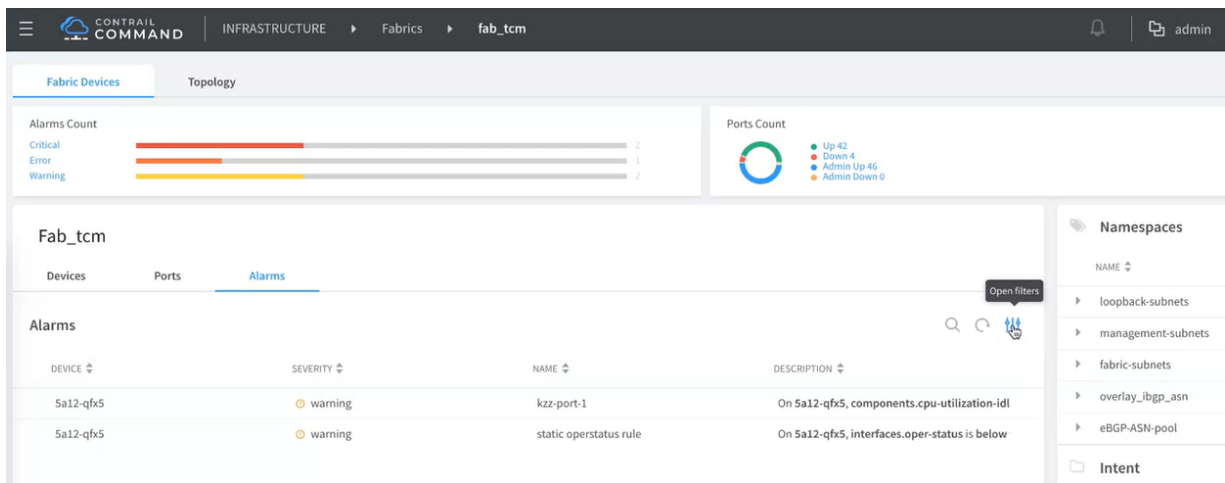 CONTRAIL
COMMAND
INFRASTRUCTURE
Fabrics
fab_tcm
admin
Fabric Devices
Topology
Alarms Count
Critical 2
Error 1
Warning 2
Ports Count
Up 42
Down 4
Admin Up 46
Admin Down 0
Fab_tcm
Devices
Ports
Alarms
Open filters
Alarms
DEVICE SEVERITY NAME DESCRIPTION
5a12-qfx5 warning kzz-port-1 On 5a12-qfx5, components.cpu-utilization-idl
5a12-qfx5 warning static operstatus rule On 5a12-qfx5, interfaces.oper-status is below
Namespaces
NAME
loopback-subnets
management-subnets
fabric-subnets
overlay_ibgp_asn
eBGP-ASN-pool
Intent